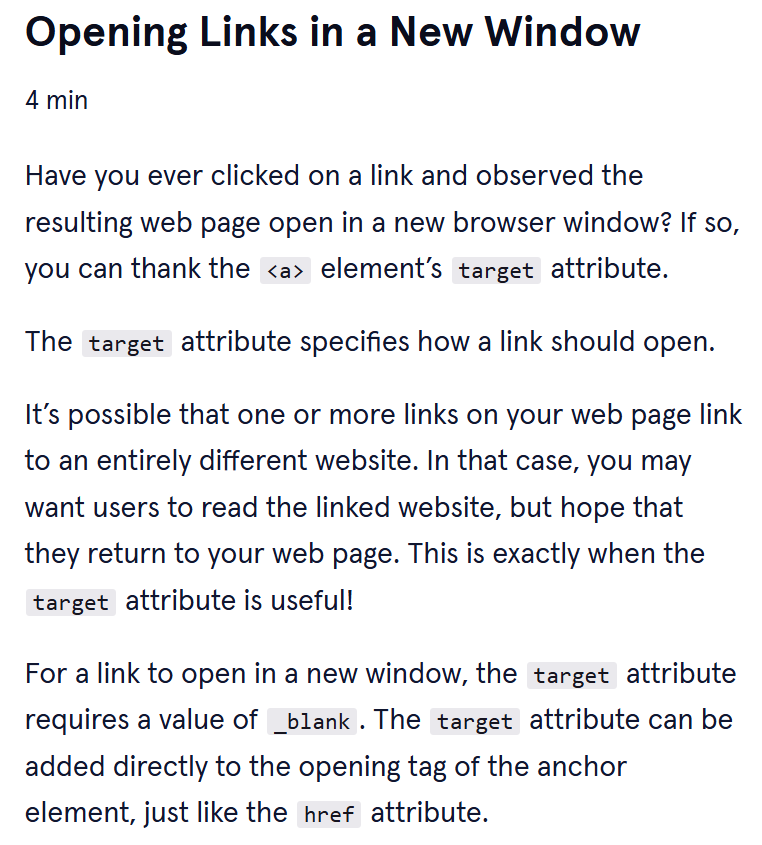 Opening Links in a New Window
4 min
Have you ever clicked on a link and observed the
resulting web page open in a new browser window? If so,
you can thank the <a> element’s target attribute.
The target attribute specifies how a link should open.
It’s possible that one or more links on your web page link
to an entirely different website. In that case, you may
want users to read the linked website, but hope that
they return to your web page. This is exactly when the
target attribute is useful!
For a link to open in a new window, the target attribute
requires a value of _blank. The target attribute can be
added directly to the opening tag of the anchor
element, just like the href attribute.